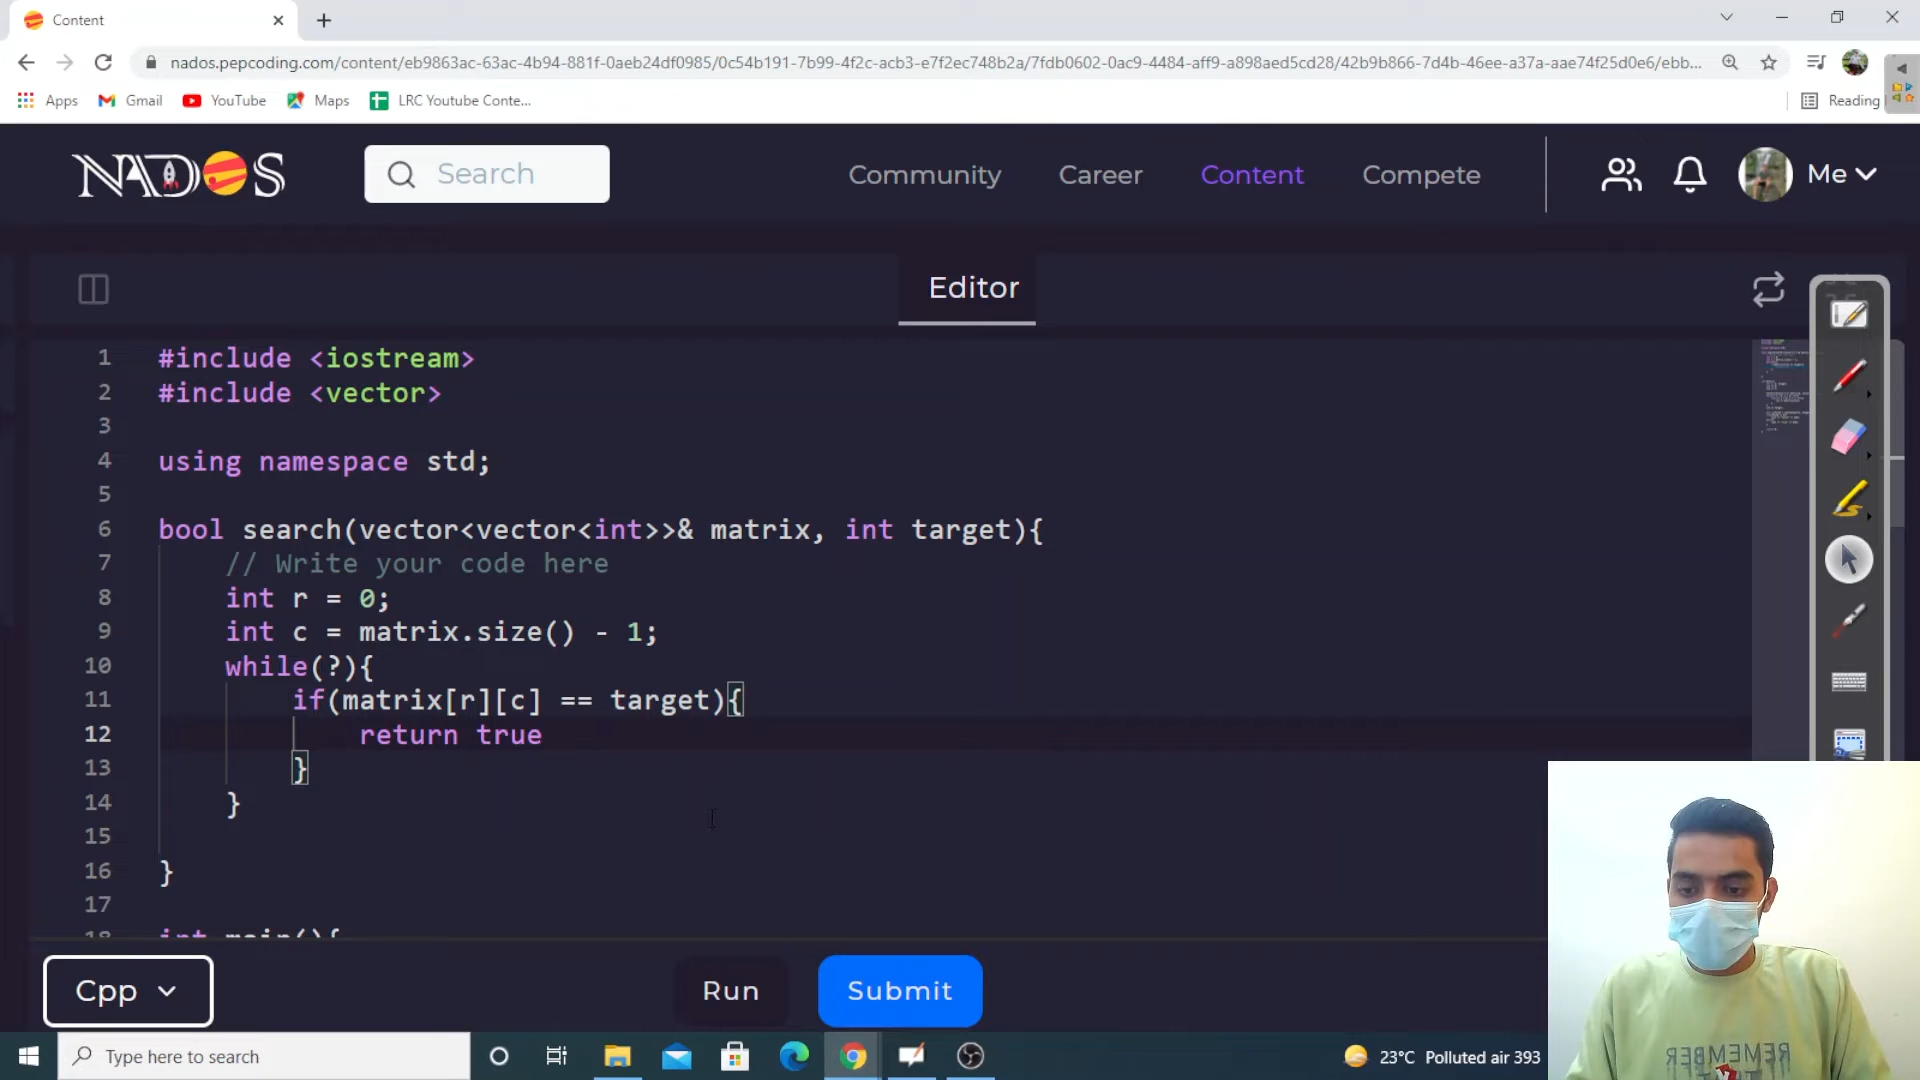 Content
nados.pepcoding.com/content/eb9863ac-63ac-4b94-881f-0aeb24df0985/0c54b191-7b99-4f2c-acb3-e7f2ec748b2a/7fdb0602-0ac9-4484-aff9-a898aed5cd28/42b9b866-7d4b-46ee-a37a-aae74f25d0e6/ebb...
Apps Gmail YouTube Maps LRC Youtube Conte... Reading
NADOS Search Community Career Content Compete Me
Editor
1 #include <iostream>
2 #include <vector>
3
4 using namespace std;
5
6 bool search(vector<vector<int>>& matrix, int target){
7 // Write your code here
8 int r = 0;
9 int c = matrix.size() - 1;
10 while(?){
11 if(matrix[r][c] == target){
12 return true
13 }
14 }
15
16 }
17
18 int main(){
Cpp Run Submit
Type here to search 23°C Polluted air 393
REMEMBER